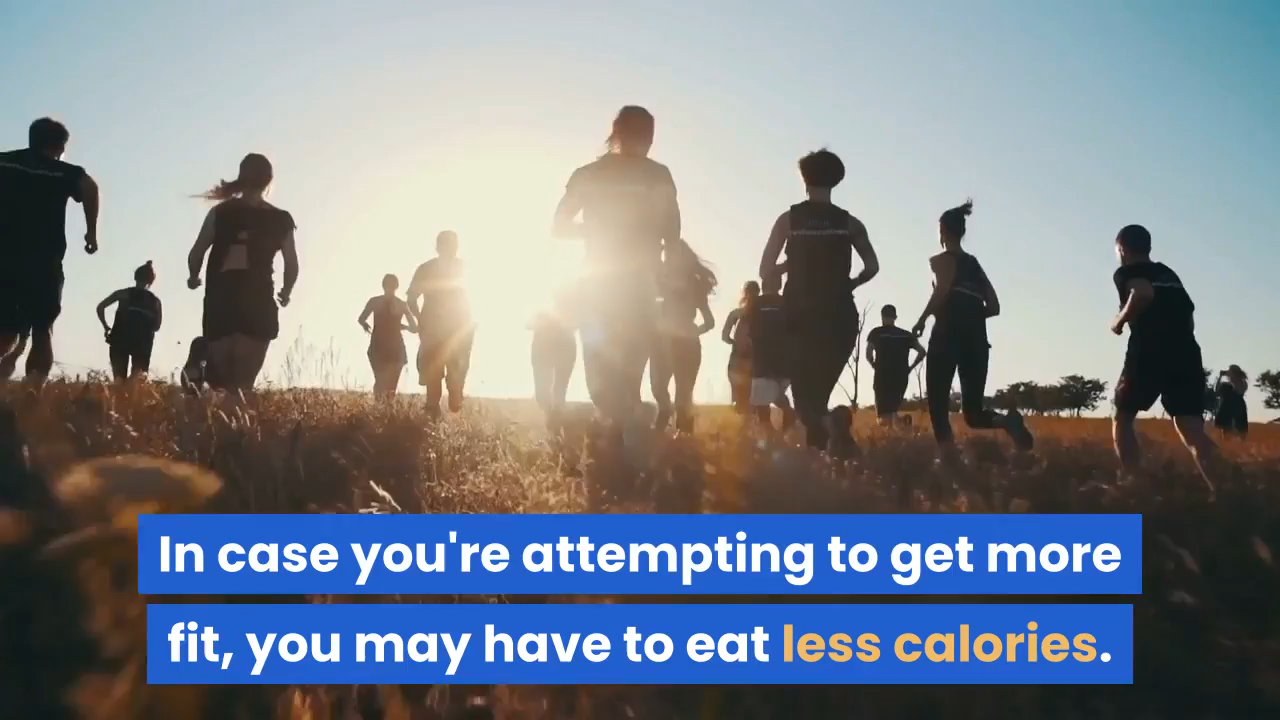 In case you're attempting to get more
fit, you may have to eat less calories.